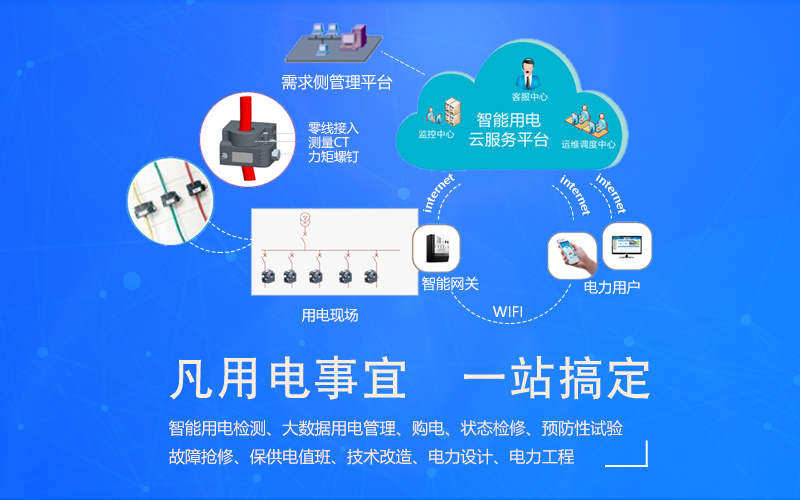 需求侧管理平台
客服中心
智能用电
云服务平台
监控中心
运维调度中心
零线接入
测量CT
力矩螺钉
internet
internet
internet
智能网关
电力用户
用电现场
WIFI
凡用电事宜 一站搞定
智能用电检测、大数据用电管理、购电、状态检修、预防性试验
故障抢修、保供电值班、技术改造、电力设计、电力工程